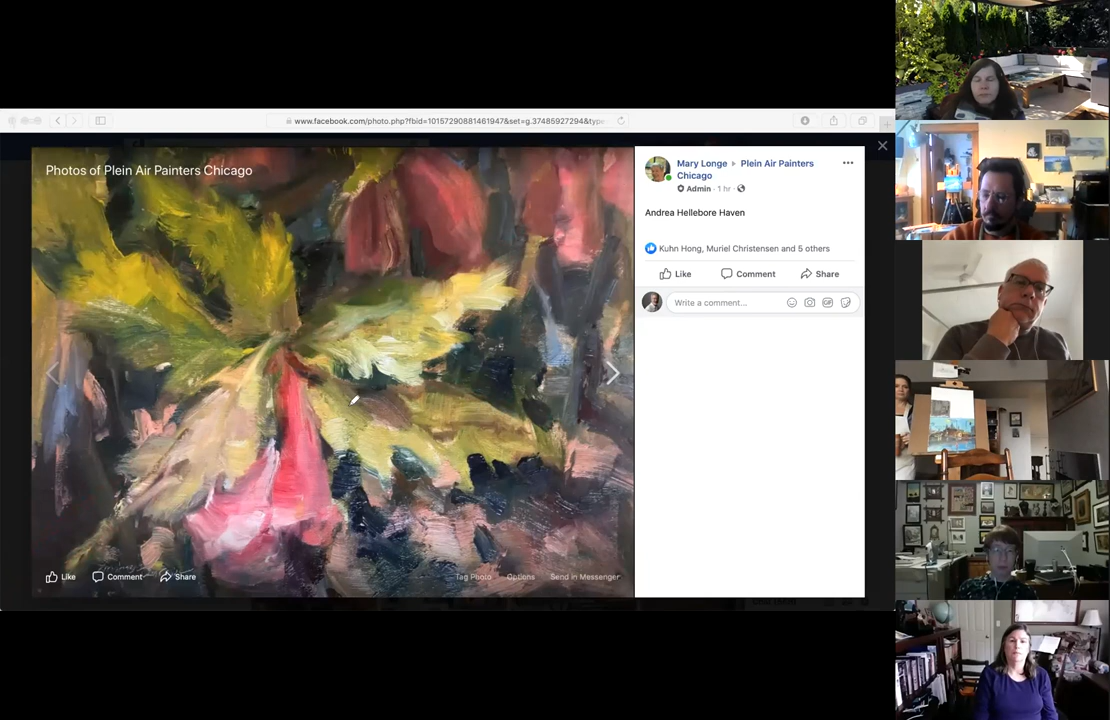 www.facebook.com/photo.php?fbid=10157290881461947&set=g.37485927294&type
Photos of Plein Air Painters Chicago
Mary Longe ▸ Plein Air Painters
Chicago
Admin · 1 hr ·
Andrea Hellebore Haven
Kuhn Hong, Muriel Christensen and 5 others
Like Comment Share
Write a comment...
GIF
Like Comment Share Tag Photo Options Send in Messenger